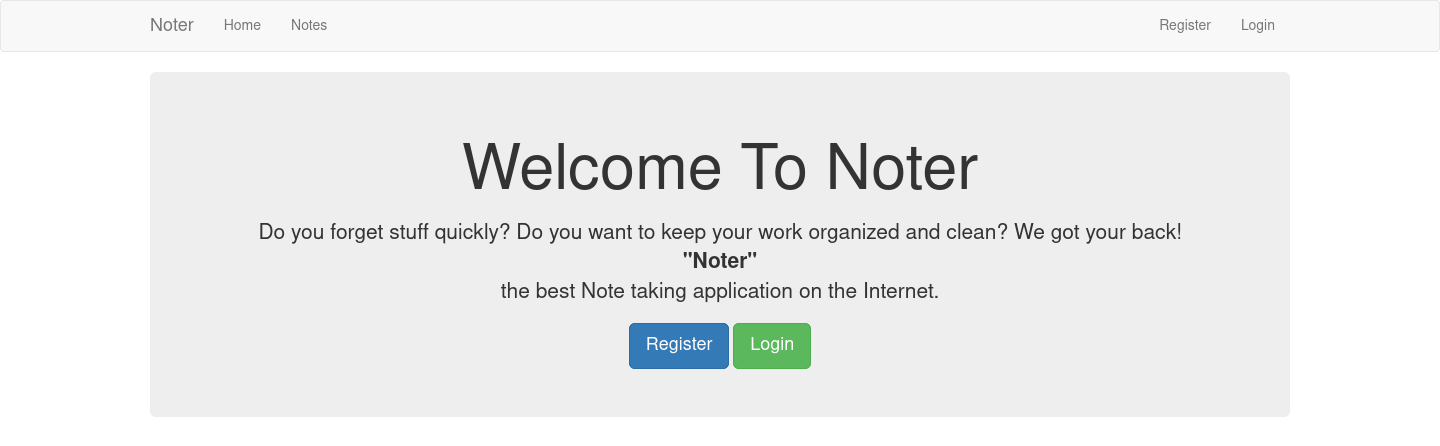 Noter Home Notes Register Login
Welcome To Noter
Do you forget stuff quickly? Do you want to keep your work organized and clean? We got your back!
"Noter"
the best Note taking application on the Internet.
Register Login